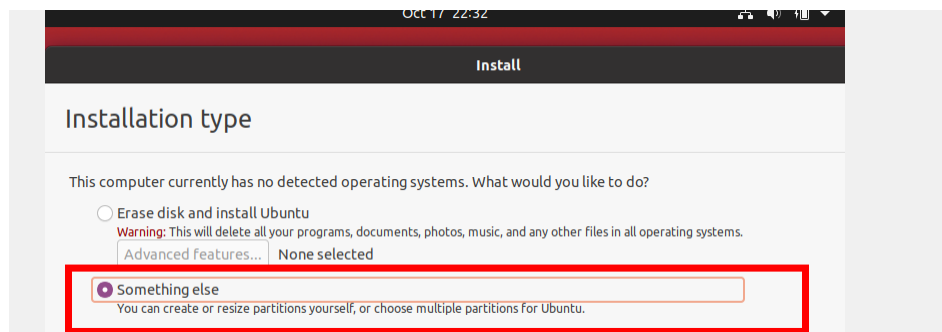 Oct 17 22:32
Install
Installation type
This computer currently has no detected operating systems. What would you like to do?
Erase disk and install Ubuntu
Warning: This will delete all your programs, documents, photos, music, and any other files in all operating systems.
Advanced features... None selected
Something else
You can create or resize partitions yourself, or choose multiple partitions for Ubuntu.